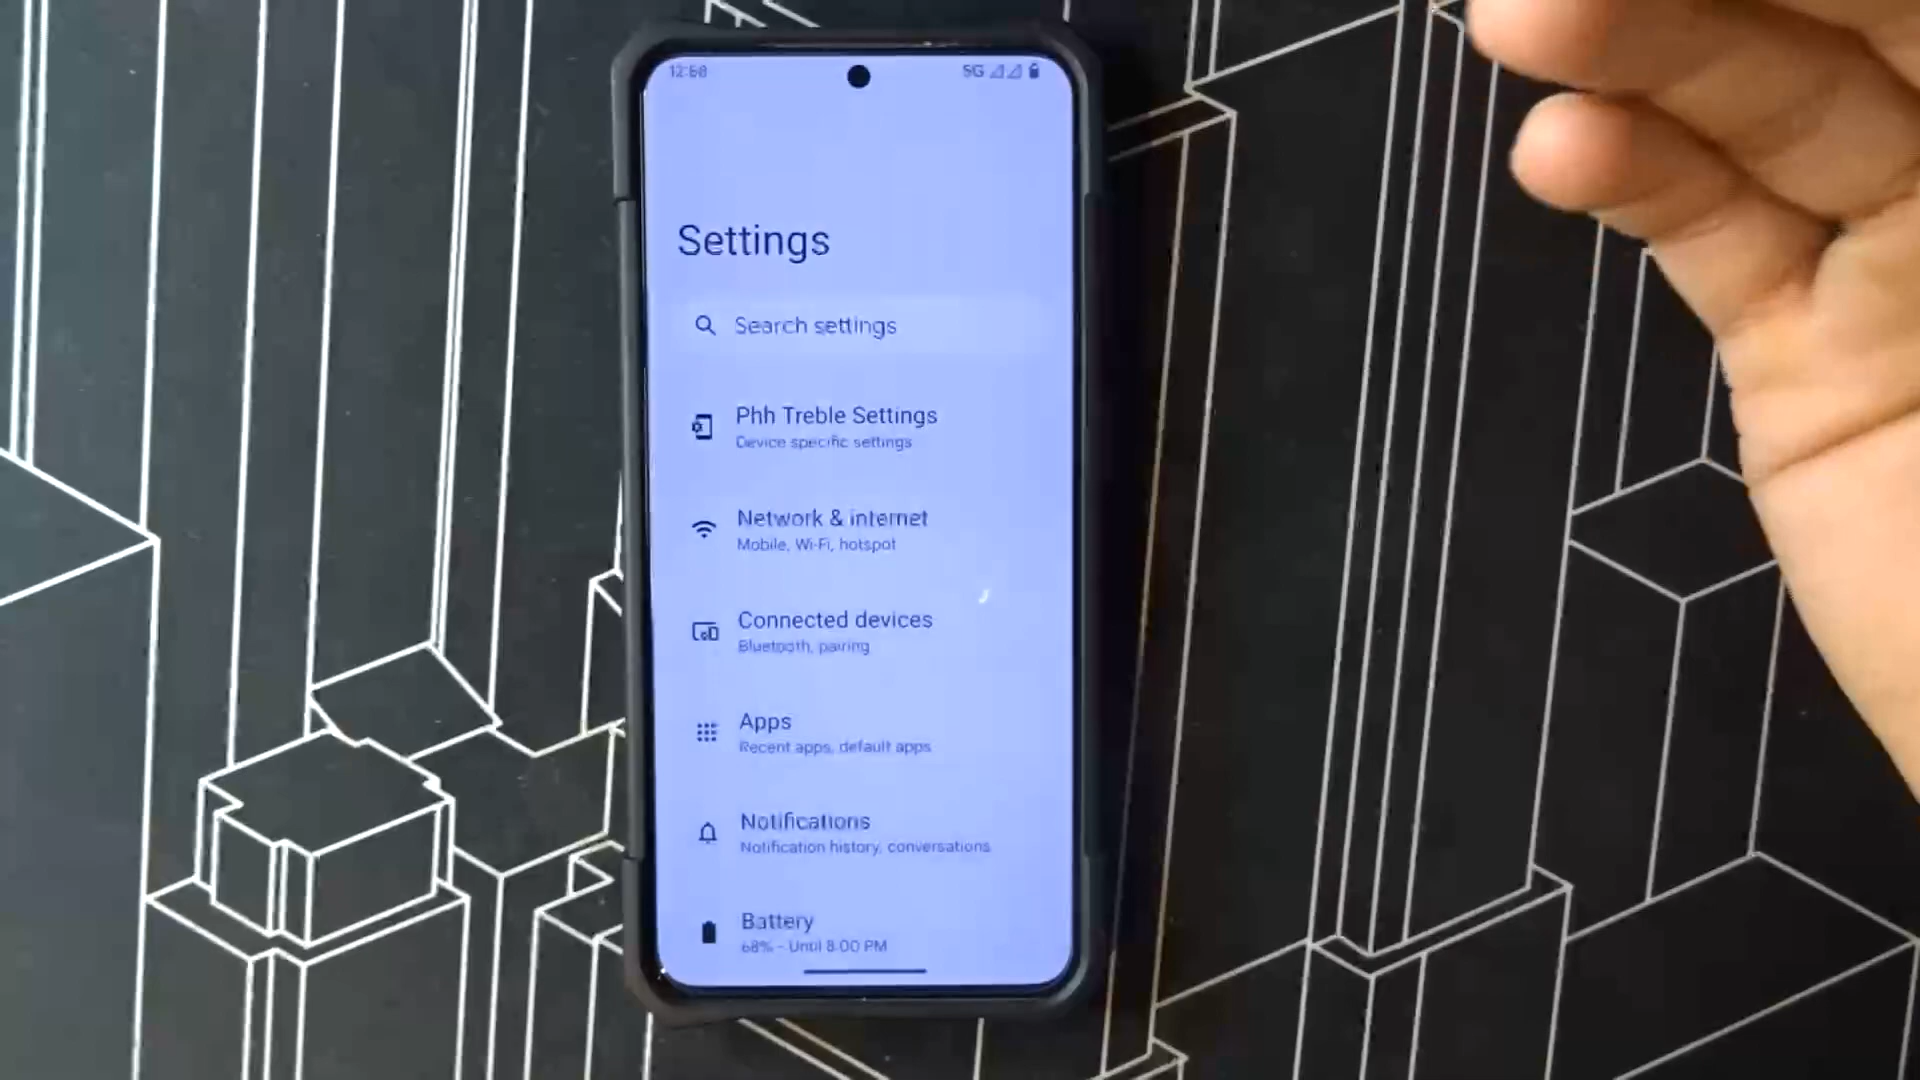 12:50
5G
Settings
Search settings
Phh Treble Settings
Device specific settings
Network & internet
Mobile, Wi-Fi, hotspot
Connected devices
Bluetooth, pairing
Apps
Recent apps, default apps
Notifications
Notification history, conversations
Battery
68% - Until 8:00 PM